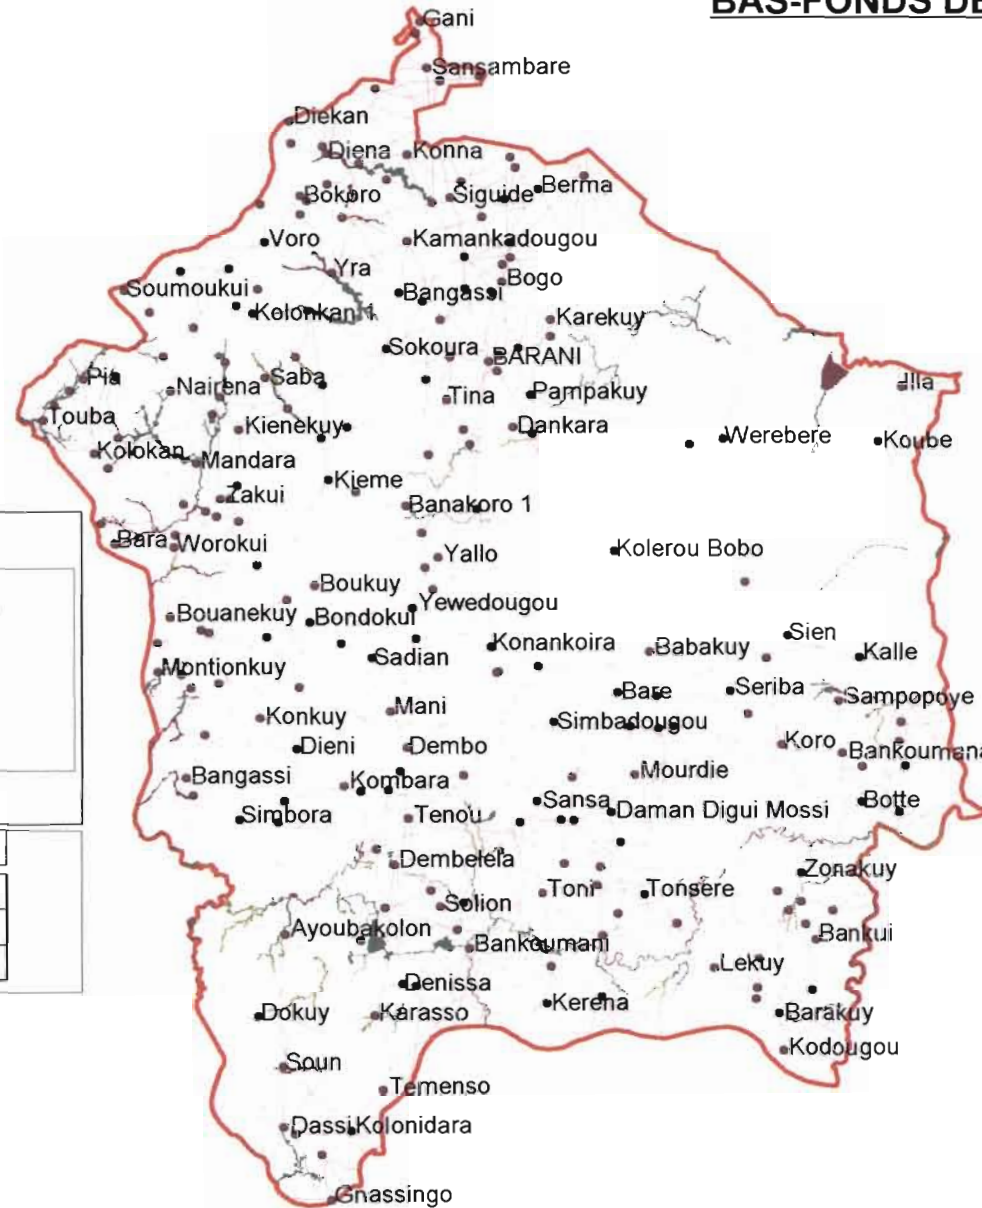 BAS-FONDS DE
Gani
Sansambare
Diekan
Diena
Konna
Bokoro
Siguide
Berma
Voro
Kamankadougou
Yra
Bogo
Soumoukui
Bangassi
Kolonkan 1
Karekuy
Sokoura
BARANI
Pia
Nairena
Saba
Illa
Tina
Pampakuy
Touba
Kienekuy
Dankara
Werebere
Koube
Kolokan
Mandara
Kieme
Zakui
Banakoro 1
Bara
Worokui
Yallo
Kolerou Bobo
Boukuy
Yewedougou
Bouanekuy
Bondokui
Konankoira
Babakuy
Sien
Sadian
Kalle
Montionkuy
Bare
Seriba
Sampopoye
Mani
Konkuy
Simbadougou
Dieni
Dembo
Koro
Bankoumana
Bangassi
Kombara
Mourdie
Sansa
Botte
Simbora
Tenou
Daman Digui Mossi
Dembelela
Zonakuy
Toni
Tonsere
Solion
Ayoubakolon
Bankoumani
Bankui
Lekuy
Denissa
Kerena
Dokuy
Karasso
Barakuy
Kodougou
Soun
Temenso
Dassi
Kolonidara
Gnassingo